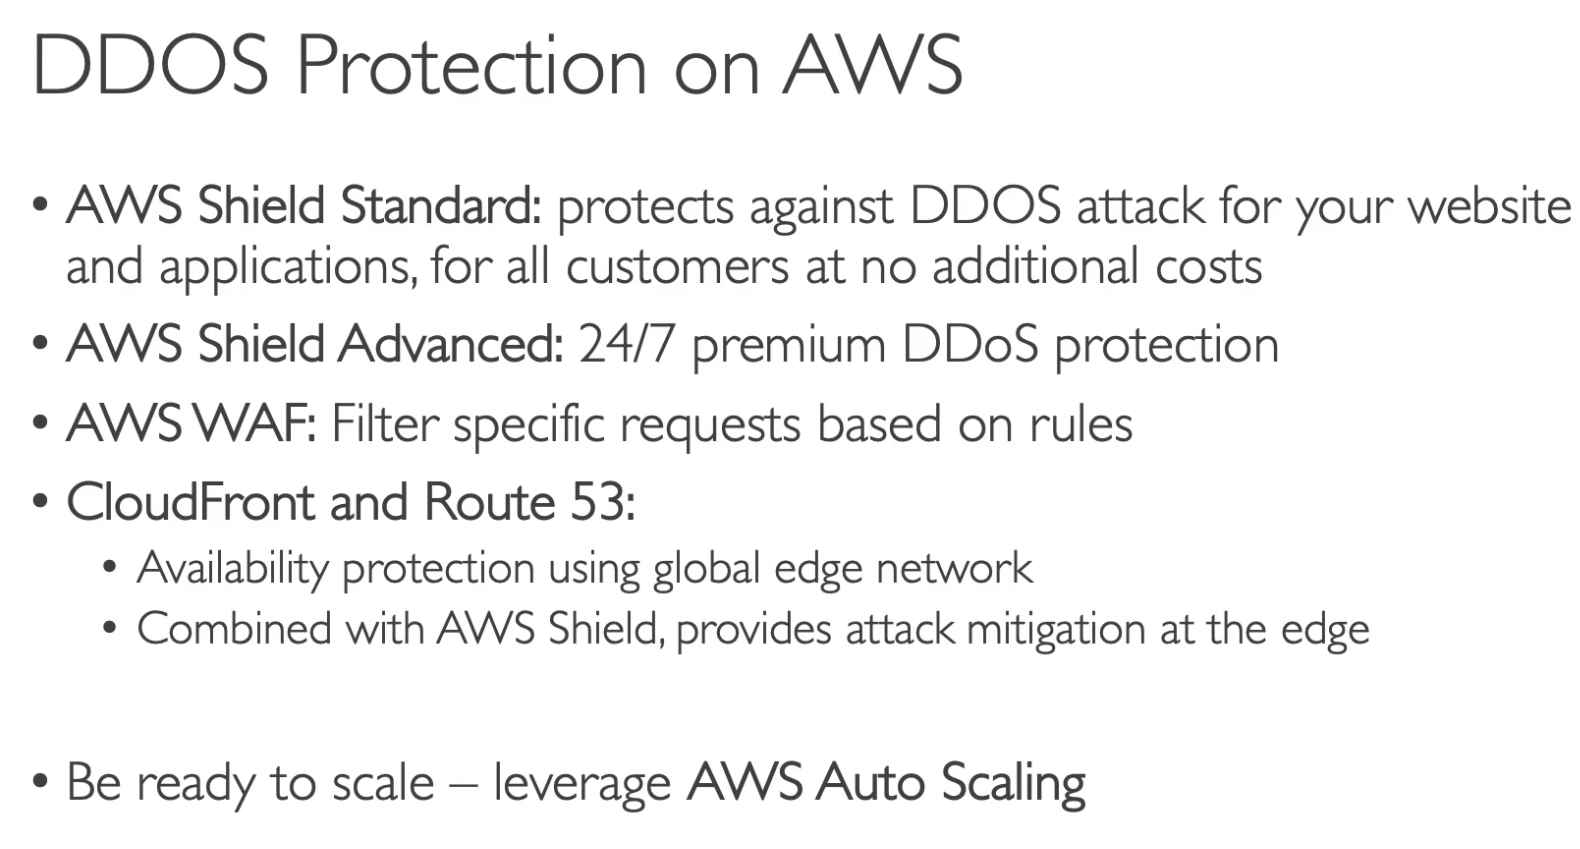 DDOS Protection on AWS
• AWS Shield Standard: protects against DDOS attack for your website
and applications, for all customers at no additional costs
• AWS Shield Advanced: 24/7 premium DDoS protection
• AWS WAF: Filter specific requests based on rules
• CloudFront and Route 53:
• Availability protection using global edge network
• Combined with AWS Shield, provides attack mitigation at the edge
• Be ready to scale – leverage AWS Auto Scaling